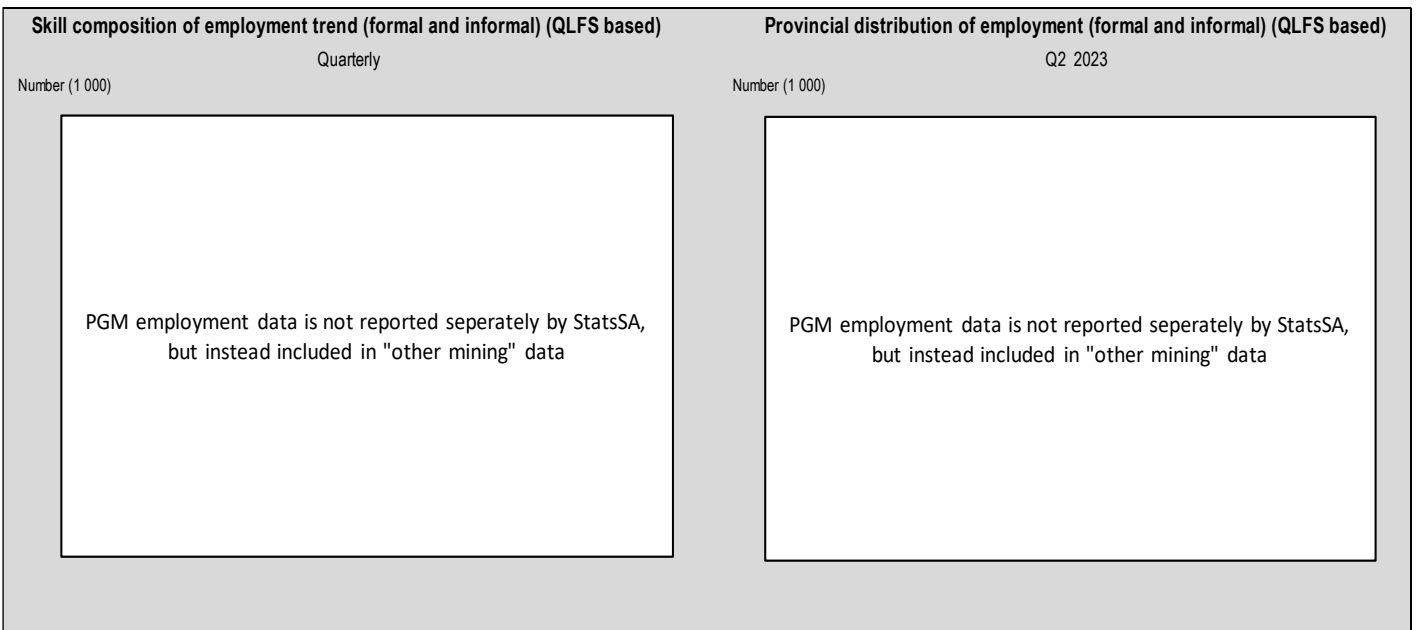 Skill composition of employment trend (formal and informal) (QLFS based)
Quarterly
Number (1 000)
PGM employment data is not reported seperately by StatsSA,
but instead included in "other mining" data
Provincial distribution of employment (formal and informal) (QLFS based)
Q2 2023
Number (1 000)
PGM employment data is not reported seperately by StatsSA,
but instead included in "other mining" data